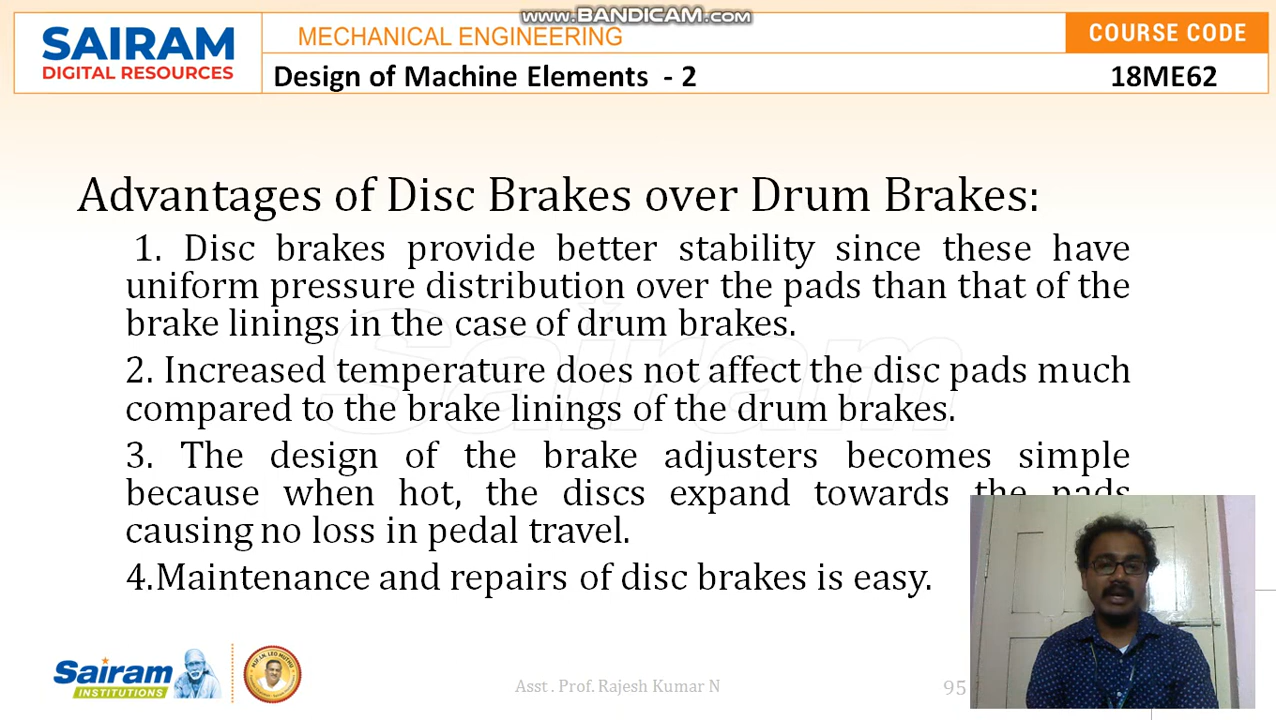 www.BANDICAM.com
SAIRAM
DIGITAL RESOURCES
MECHANICAL ENGINEERING
COURSE CODE
Design of Machine Elements - 2
18ME62
Advantages of Disc Brakes over Drum Brakes:
1. Disc brakes provide better stability since these have
uniform pressure distribution over the pads than that of the
brake linings in the case of drum brakes.
2. Increased temperature does not affect the disc pads much
compared to the brake linings of the drum brakes.
3. The design of the brake adjusters becomes simple
because when hot, the discs expand towards the pads
causing no loss in pedal travel.
4.Maintenance and repairs of disc brakes is easy.
Sairam
Sairam
INSTITUTIONS
Asst . Prof. Rajesh Kumar N
95